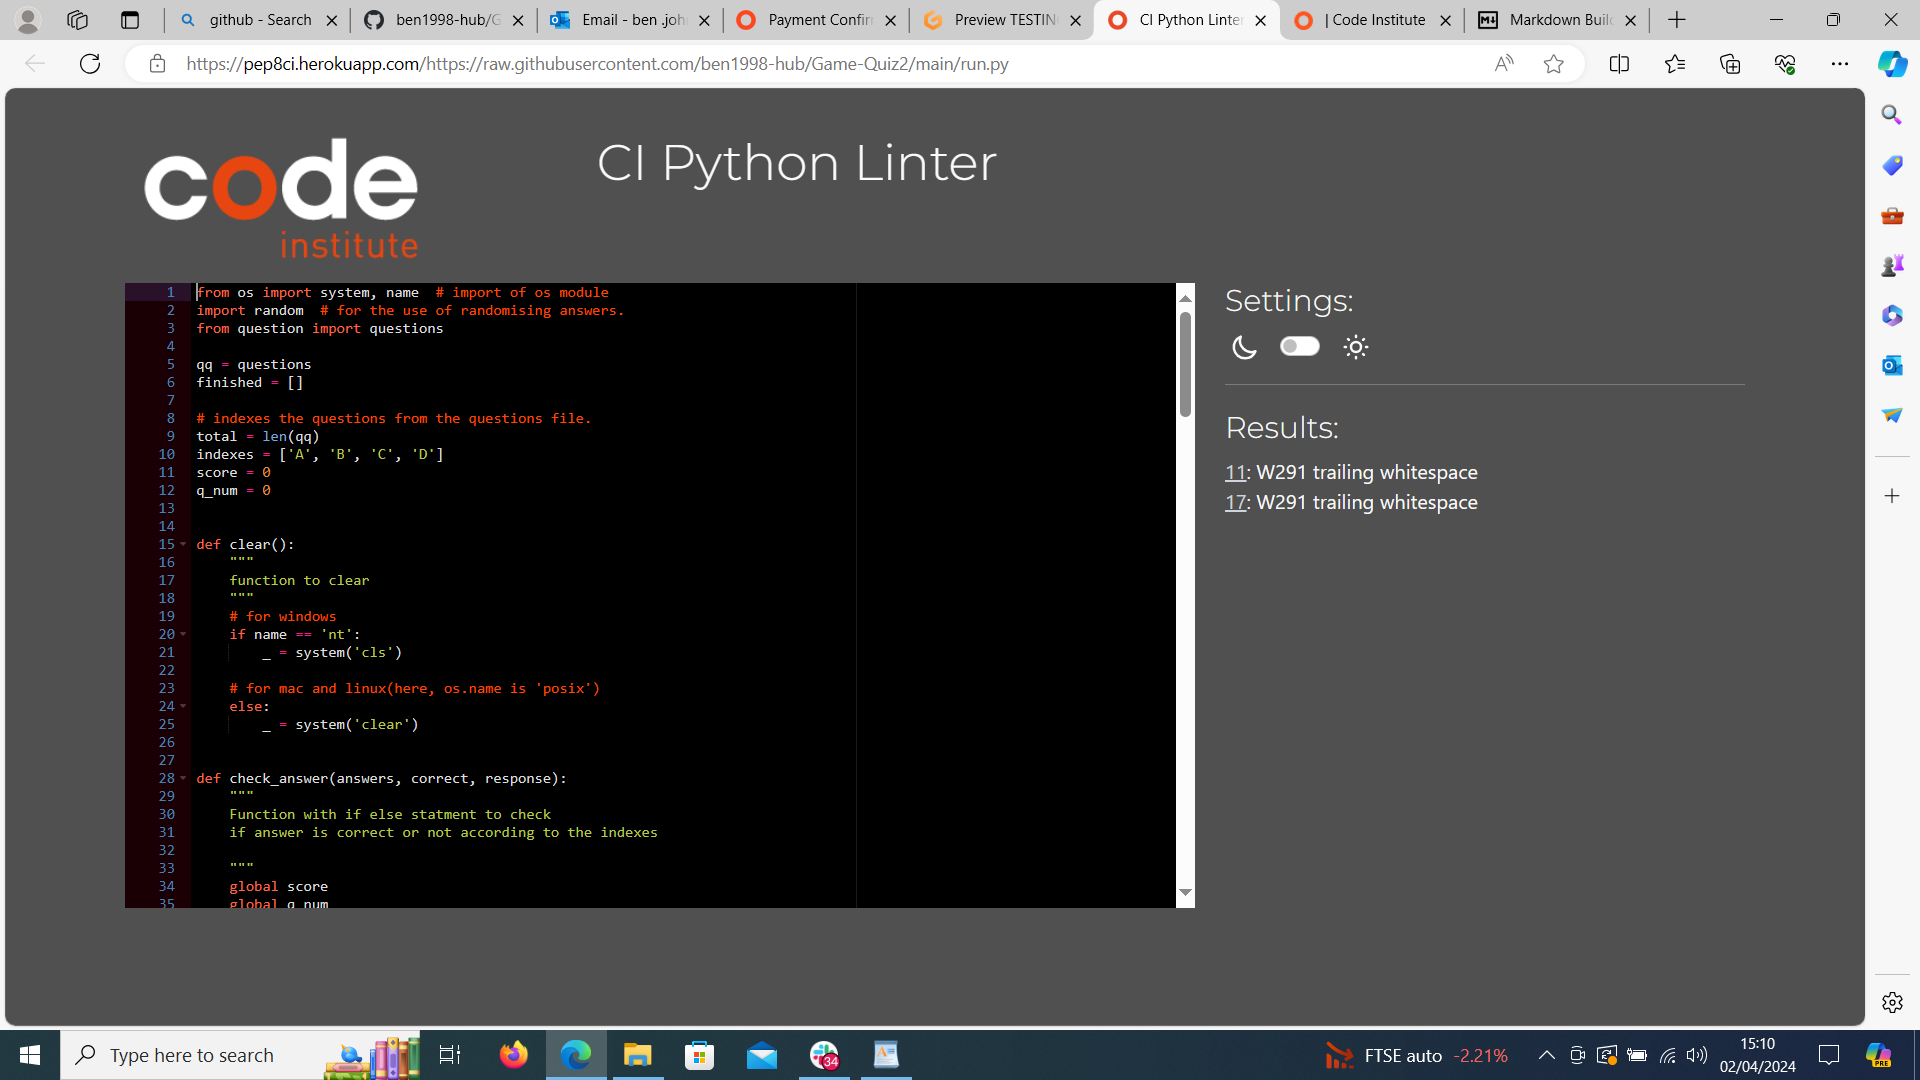 github - Search
ben1998-hub/G
Email - ben .joh
Payment Confir
Preview TESTIN
CI Python Linter
| Code Institute
Markdown Buil
https://pep8ci.herokuapp.com/https://raw.githubusercontent.com/ben1998-hub/Game-Quiz2/main/run.py
code
institute
CI Python Linter
1 from os import system, name  # import of os module
2 import random  # for the use of randomising answers.
3 from question import questions
4
5 qq = questions
6 finished = []
7
8 # indexes the questions from the questions file.
9 total = len(qq)
10 indexes = ['A', 'B', 'C', 'D']
11 score = 0
12 q_num = 0
13
14
15 def clear():
16     """
17     function to clear
18     """
19     # for windows
20     if name == 'nt':
21         _ = system('cls')
22
23     # for mac and linux(here, os.name is 'posix')
24     else:
25         _ = system('clear')
26
27
28 def check_answer(answers, correct, response):
29     """
30     Function with if else statment to check
31     if answer is correct or not according to the indexes
32
33     """
34     global score
35     global q_num
Settings:
Results:
11: W291 trailing whitespace
17: W291 trailing whitespace
Type here to search
34
FTSE auto -2.21%
15:10
02/04/2024
PRE